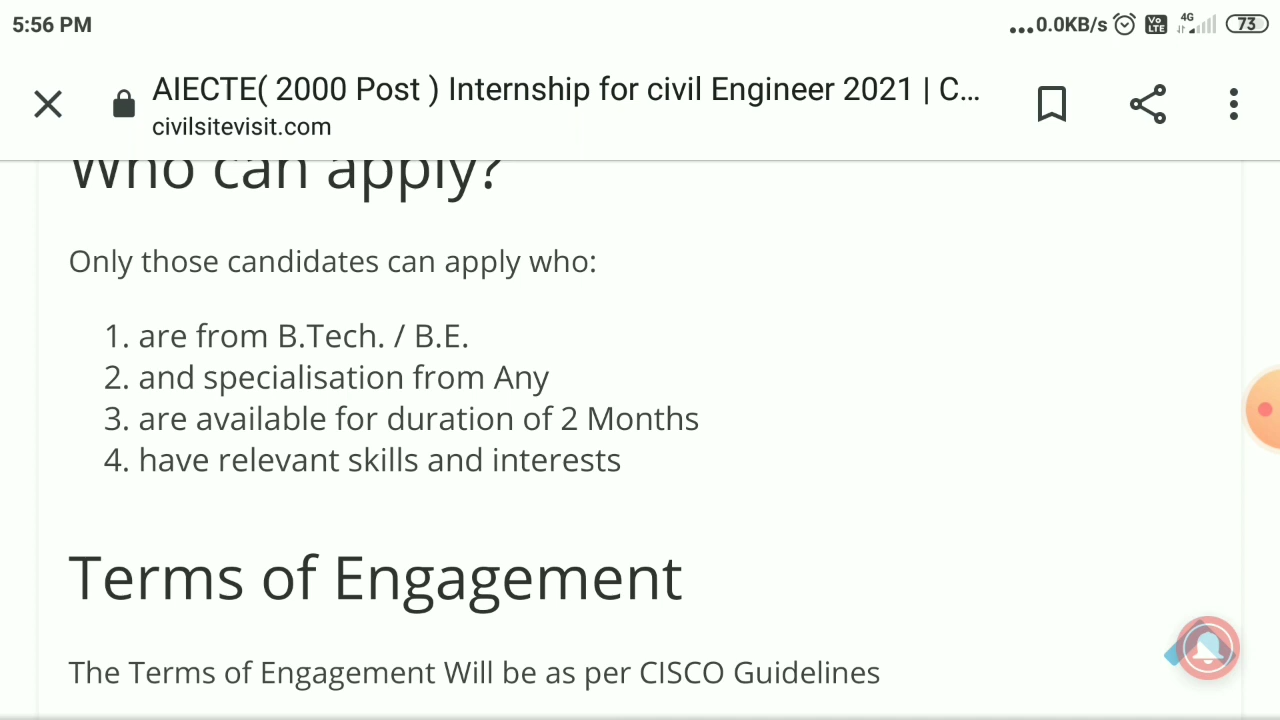 5:56 PM
...0.0KB/s Vo LTE 4G 73
AIECTE( 2000 Post ) Internship for civil Engineer 2021 | C...
civilsitevisit.com
Who can apply?
Only those candidates can apply who:
1. are from B.Tech. / B.E.
2. and specialisation from Any
3. are available for duration of 2 Months
4. have relevant skills and interests
Terms of Engagement
The Terms of Engagement Will be as per CISCO Guidelines